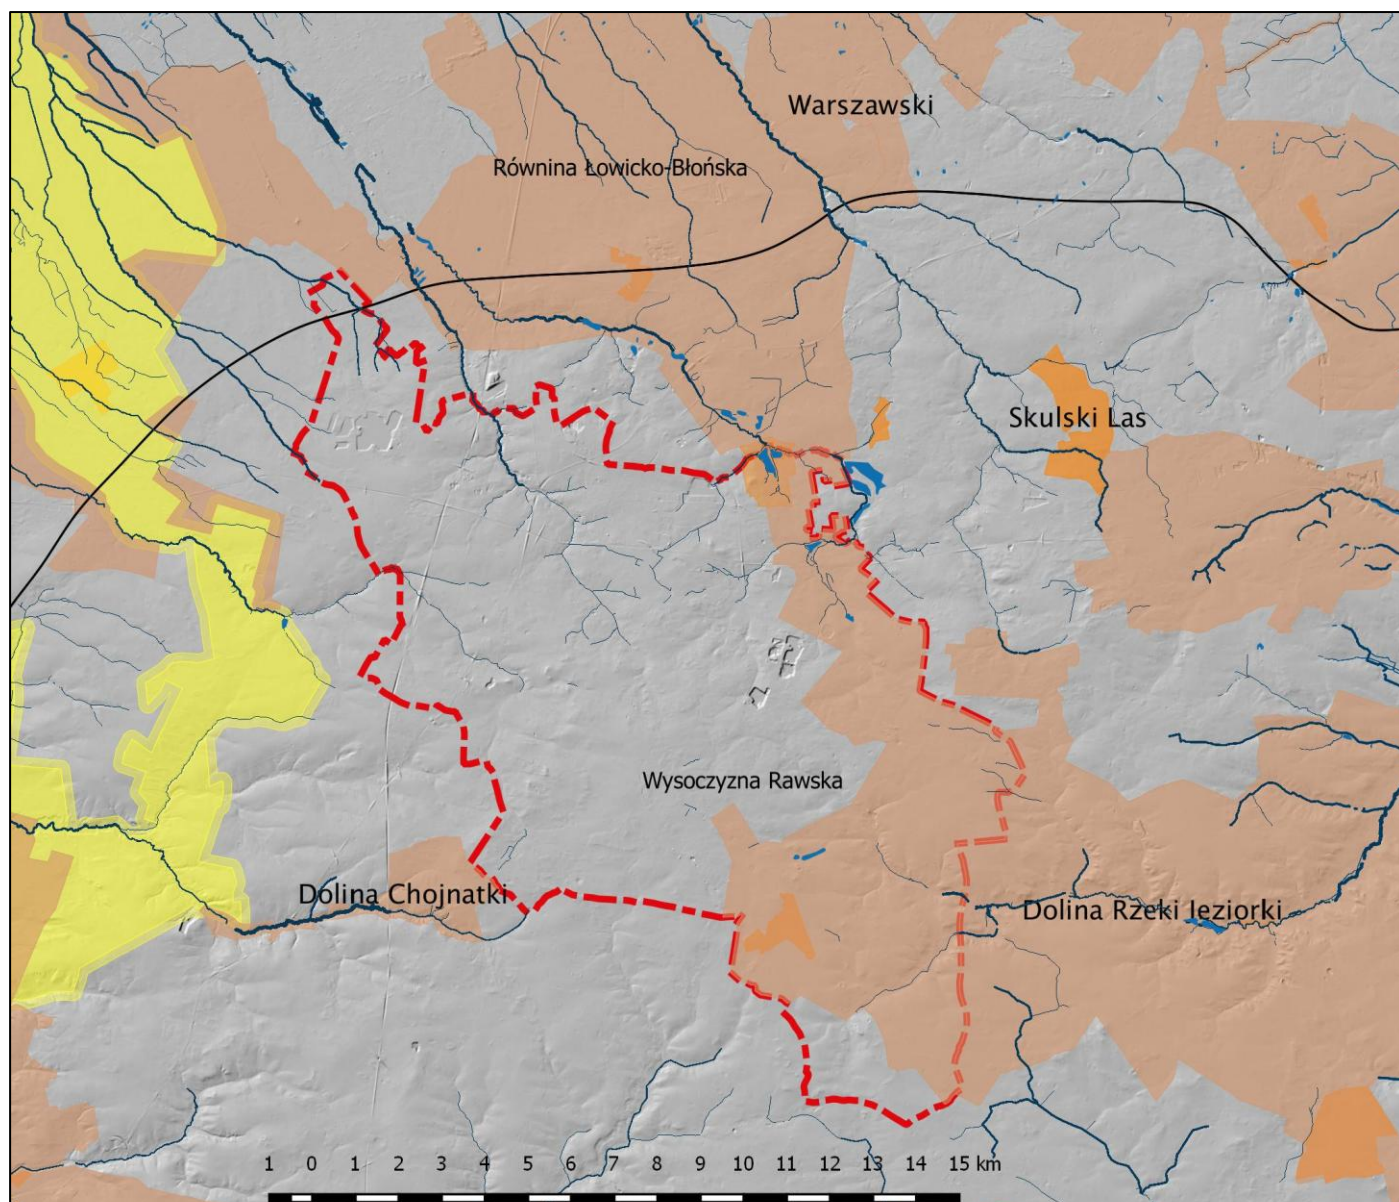 Warszawski
Równina Łowicko-Błońska
Skulski Las
Wysoczyzna Rawska
Dolina Chojnatki
Dolina Rzeki Jeziorki
1 0 1 2 3 4 5 6 7 8 9 10 11 12 13 14 15 km